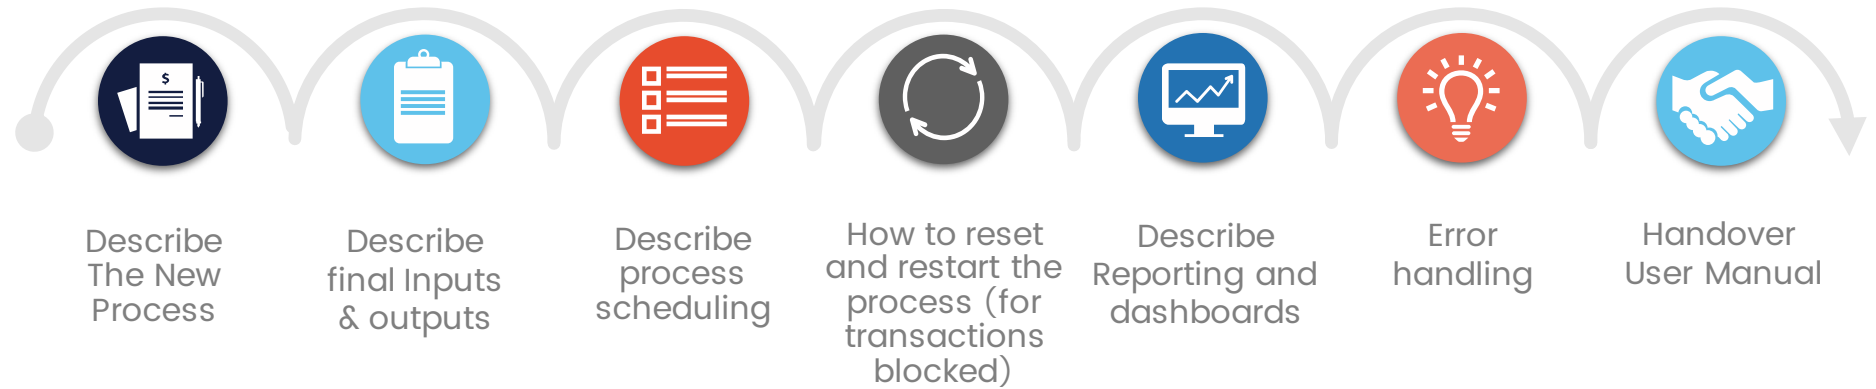 $
Describe
The New
Process
Describe
final Inputs
& outputs
Describe
process
scheduling
How to reset
and restart the
process (for
transactions
blocked)
Describe
Reporting and
dashboards
Error
handling
Handover
User Manual